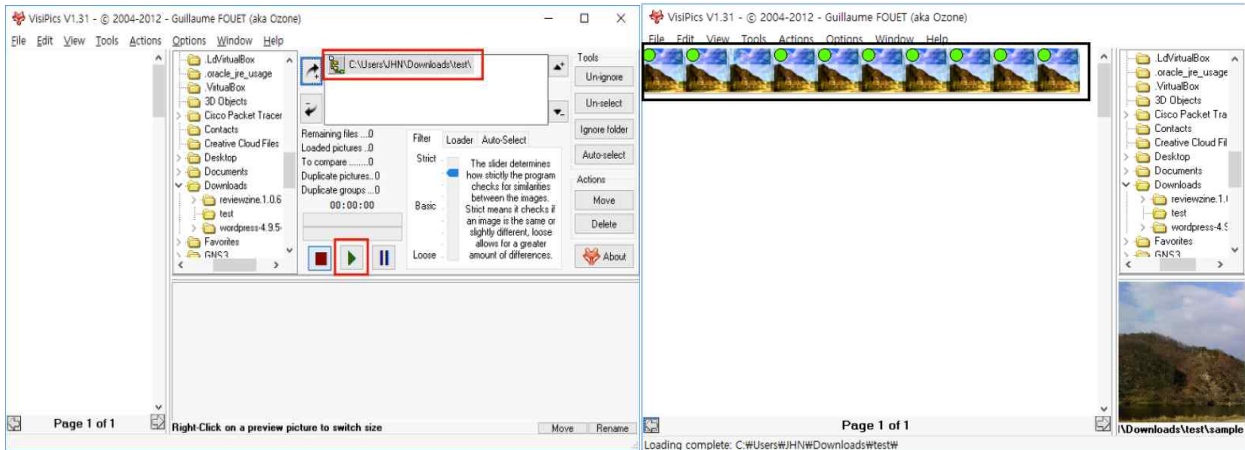 VisiPics V1.31 - © 2004-2012 - Guillaume FOUET (aka Ozone)
File Edit View Tools Actions Options Window Help
.LdVirtualBox
.oracle_jre_usage
.VirtualBox
3D Objects
Cisco Packet Tracer
Contacts
Creative Cloud Files
Desktop
Documents
Downloads
reviewzine.1.0.6
test
wordpress-4.9.5-
Favorites
GNS3
C:\Users\JHN\Downloads\test\
Remaining files ...0
Loaded pictures ..0
To compare ........0
Duplicate pictures.. 0
Duplicate groups ...0
00:00:00
Filter Loader Auto-Select
Strict
Basic
Loose
The slider determines
how strictly the program
checks for similarities
between the images.
Strict means it checks if
an image is the same or
slightly different, loose
allows for a greater
amount of differences.
Tools
Un-ignore
Un-select
Ignore folder
Auto-select
Actions
Move
Delete
About
Page 1 of 1
Right-Click on a preview picture to switch size
Move Rename
VisiPics V1.31 - © 2004-2012 - Guillaume FOUET (aka Ozone)
File Edit View Tools Actions Options Window Help
.LdVirtualBox
.oracle_jre_usage
.VirtualBox
3D Objects
Cisco Packet Tra
Contacts
Creative Cloud Fil
Desktop
Documents
Downloads
reviewzine.1.(
test
wordpress-4.9
Favorites
GNS3
Page 1 of 1
!\Downloads\test\sample
Loading complete: C:₩Users₩JHN₩Downloads₩test₩